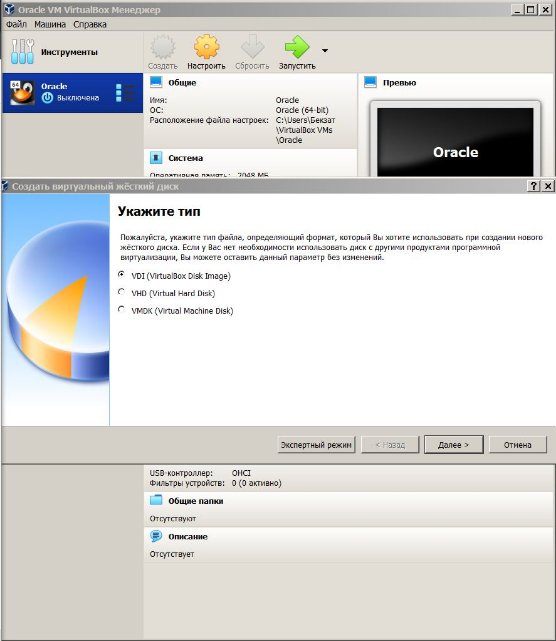 Oracle VM VirtualBox Менеджер
Файл Машина Справка
Инструменты
Создать Настроить Сбросить Запустить
64
Oracle
Выключена
Общие
Имя: Oracle
ОС: Oracle (64-bit)
Расположение файла настроек: C:\Users\Бекзат
\VirtualBox VMs
\Oracle
Система
Оперативная память: 2048 МБ
Превью
Oracle
Создать виртуальный жёсткий диск
Укажите тип
Пожалуйста, укажите тип файла, определяющий формат, который Вы хотите использовать при создании нового
жёсткого диска. Если у Вас нет необходимости использовать диск с другими продуктами программной
виртуализации, Вы можете оставить данный параметр без изменений.
VDI (VirtualBox Disk Image)
VHD (Virtual Hard Disk)
VMDK (Virtual Machine Disk)
Экспертный режим < Назад Далее > Отмена
USB-контроллер: OHCI
Фильтры устройств: 0 (0 активно)
Общие папки
Отсутствуют
Описание
Отсутствует